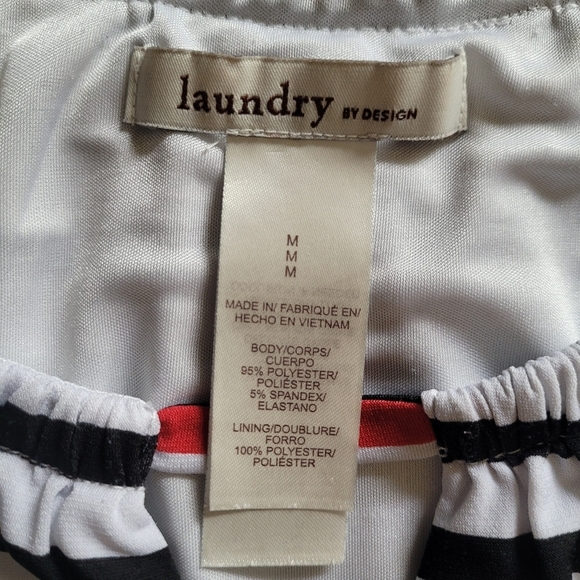 laundry BY DESIGN
M
M
M
MADE IN/ FABRIQUÉ EN/
HECHO EN VIETNAM
BODY/CORPS/
CUERPO
95% POLYESTER/
POLIÉSTER
5% SPANDEX/
ELASTANO
LINING/DOUBLURE/
FORRO
100% POLYESTER/
POLIÉSTER